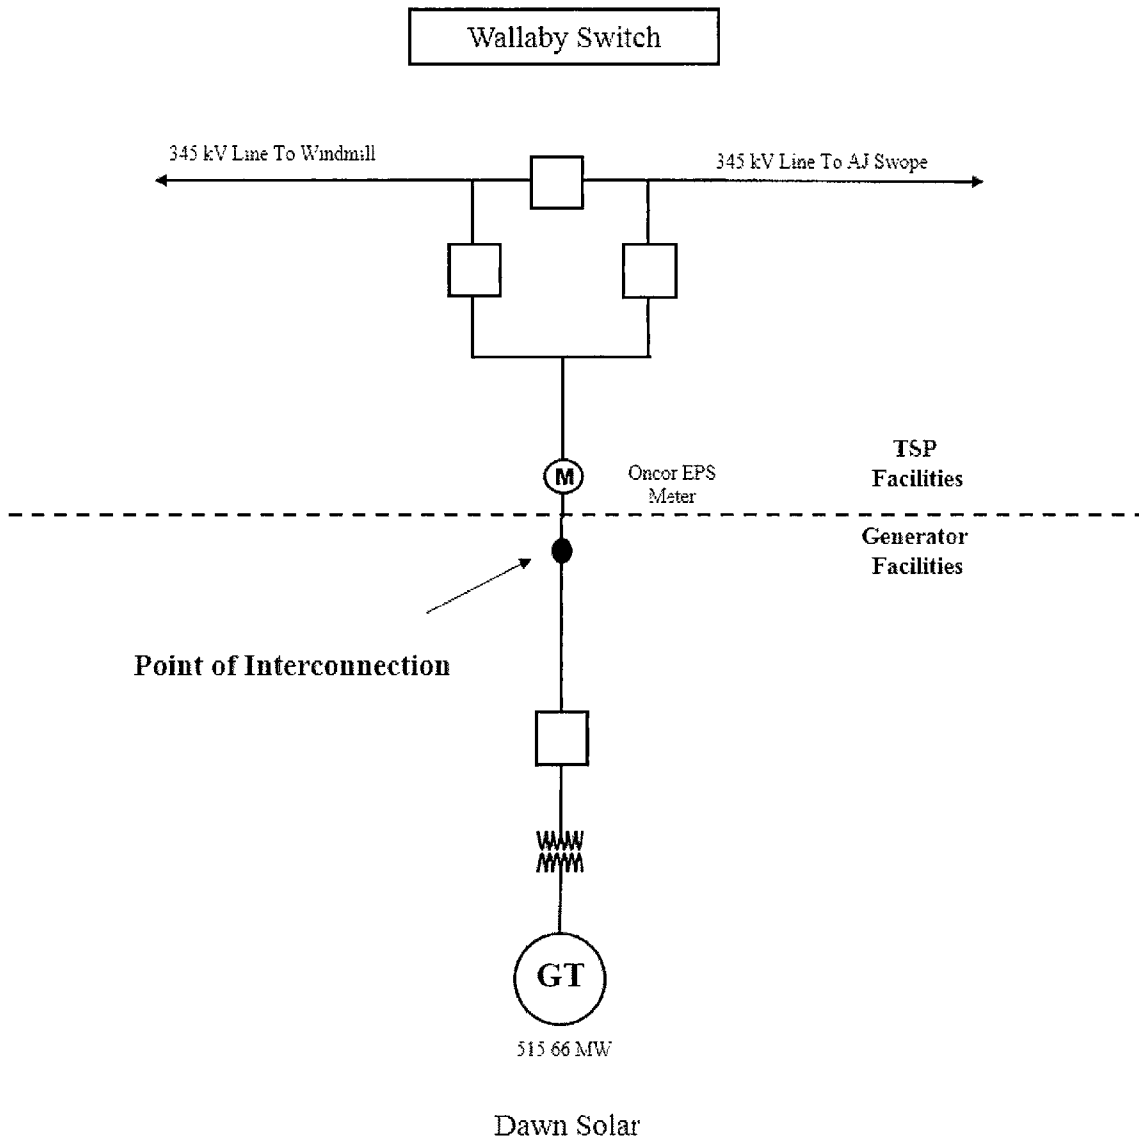 Wallaby Switch
345 kV Line To Windmill
345 kV Line To AJ Swope
M
Oncor EPS
Meter
TSP
Facilities
Generator
Facilities
Point of Interconnection
GT
515 66 MW
Dawn Solar